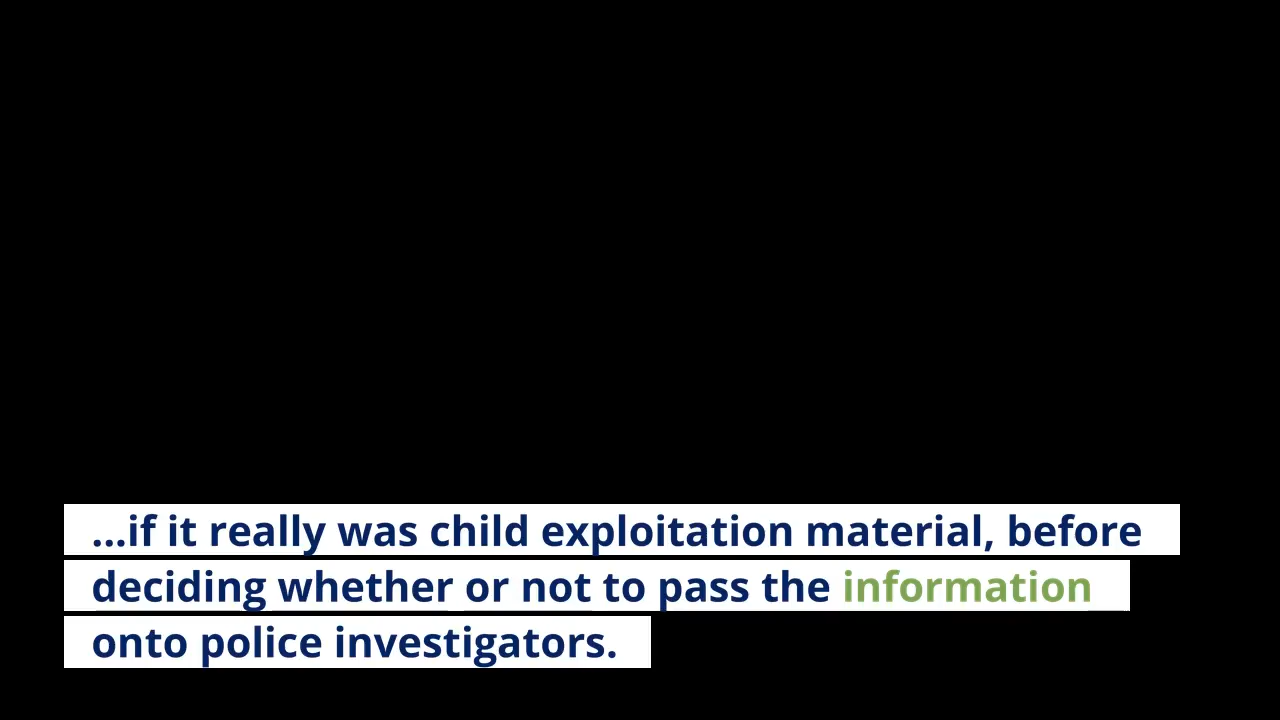 ...if it really was child exploitation material, before
deciding whether or not to pass the information
onto police investigators.